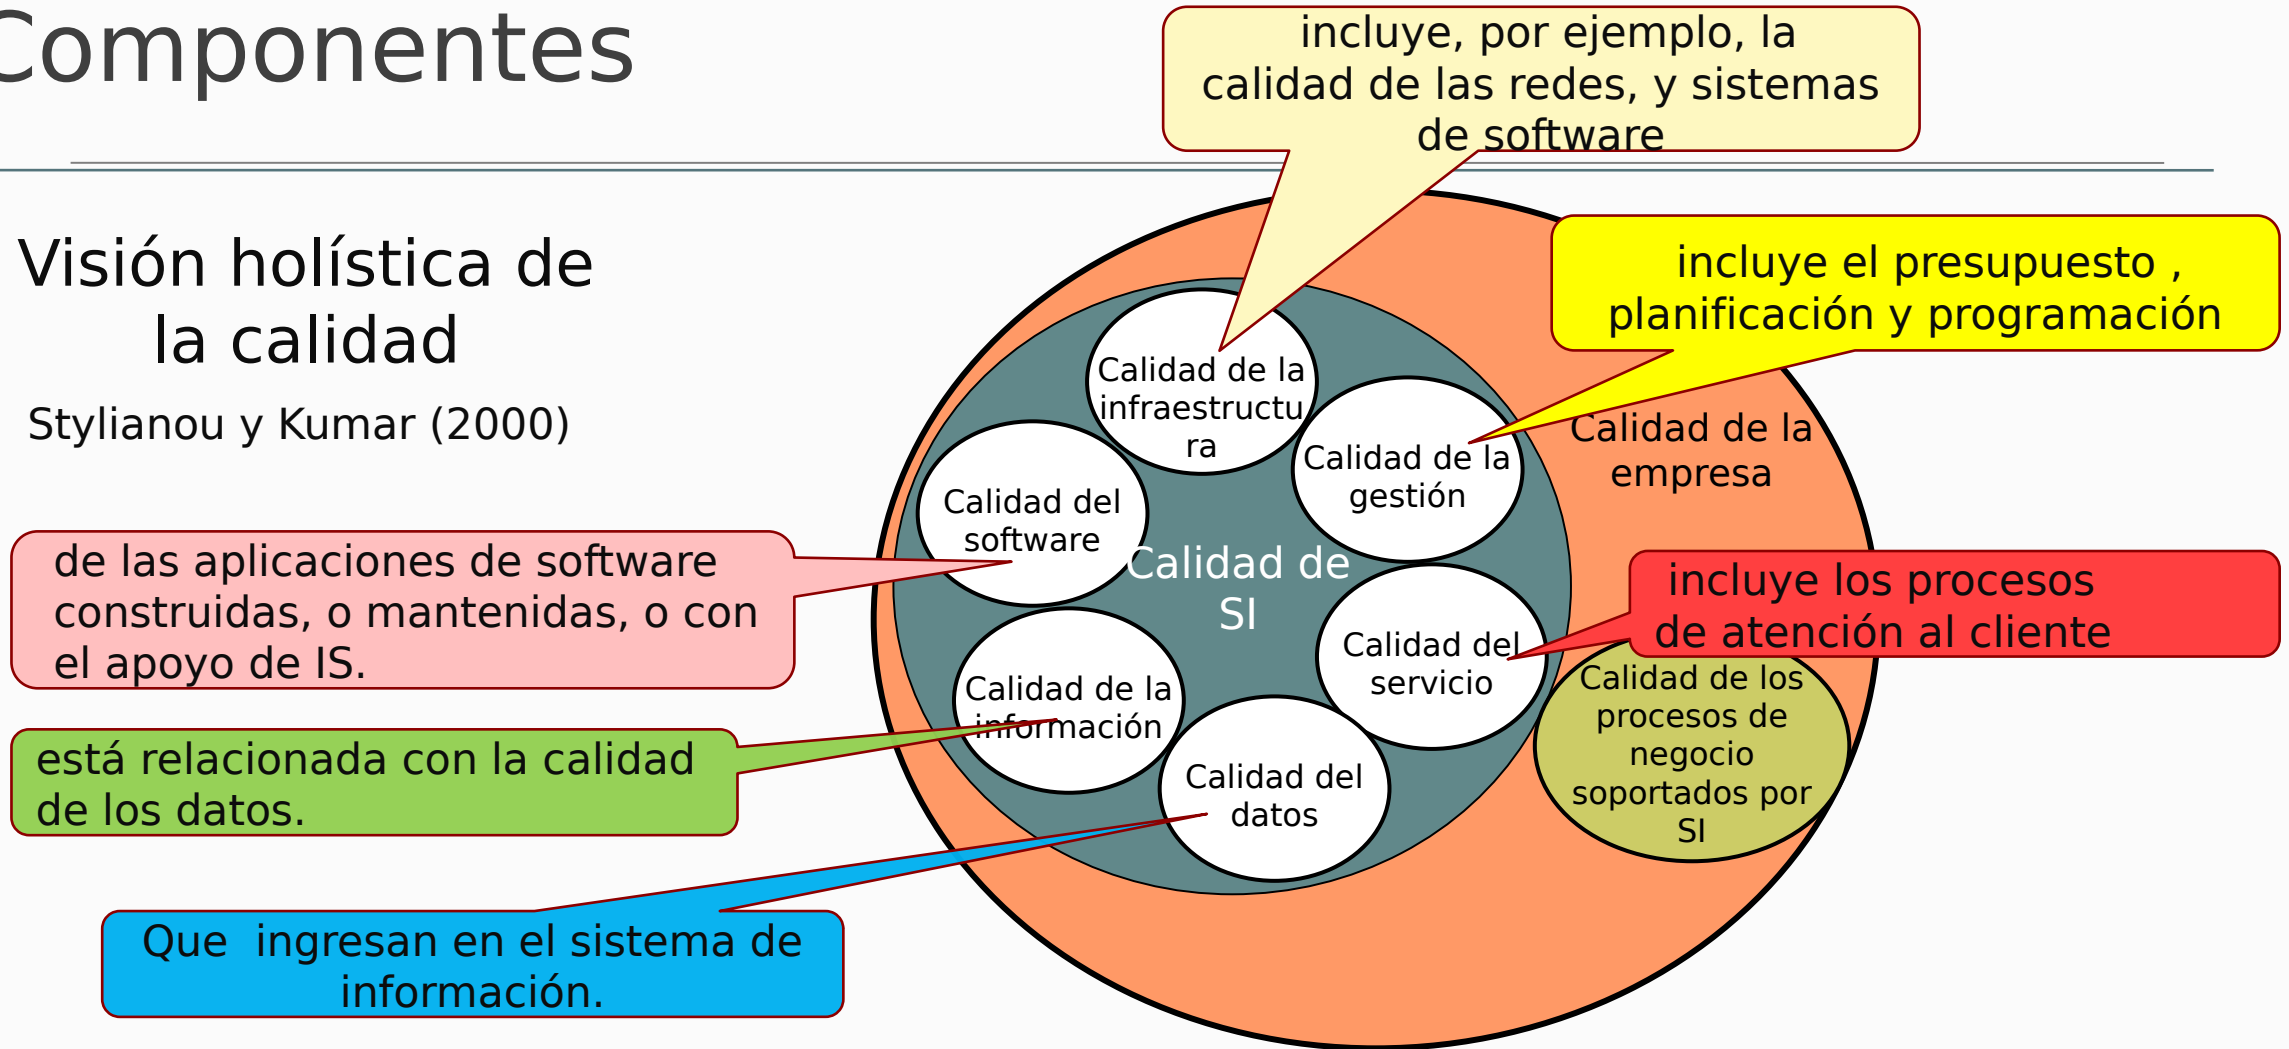 Componentes
incluye, por ejemplo, la
calidad de las redes, y sistemas
de software
Visión holística de
la calidad
Stylianou y Kumar (2000)
incluye el presupuesto ,
planificación y programación
Calidad de la
infraestructu
ra
Calidad de la
gestión
Calidad de la
empresa
Calidad del
software
Calidad de
SI
de las aplicaciones de software
construidas, o mantenidas, o con
el apoyo de IS.
incluye los procesos
de atención al cliente
Calidad del
servicio
Calidad de los
procesos de
negocio
soportados por
SI
Calidad de la
información
está relacionada con la calidad
de los datos.
Calidad del
datos
Que  ingresan en el sistema de
información.